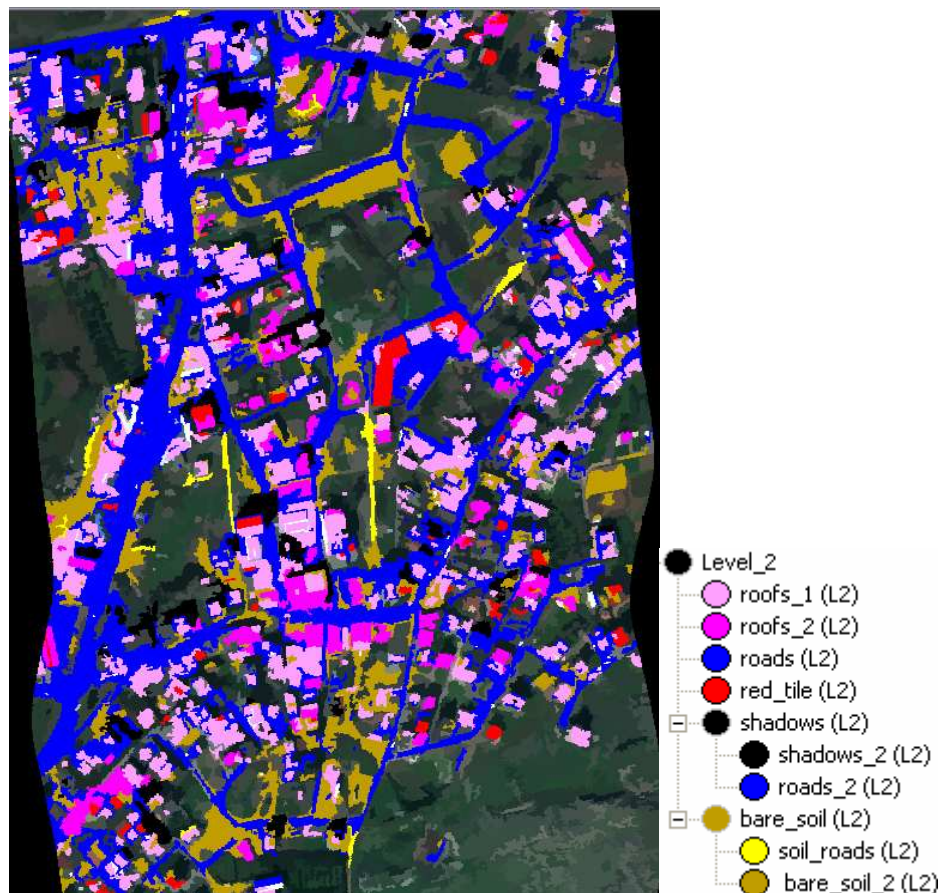 Level_2
roofs_1 (L2)
roofs_2 (L2)
roads (L2)
red_tile (L2)
shadows (L2)
shadows_2 (L2)
roads_2 (L2)
bare_soil (L2)
soil_roads (L2)
bare_soil_2 (L2)